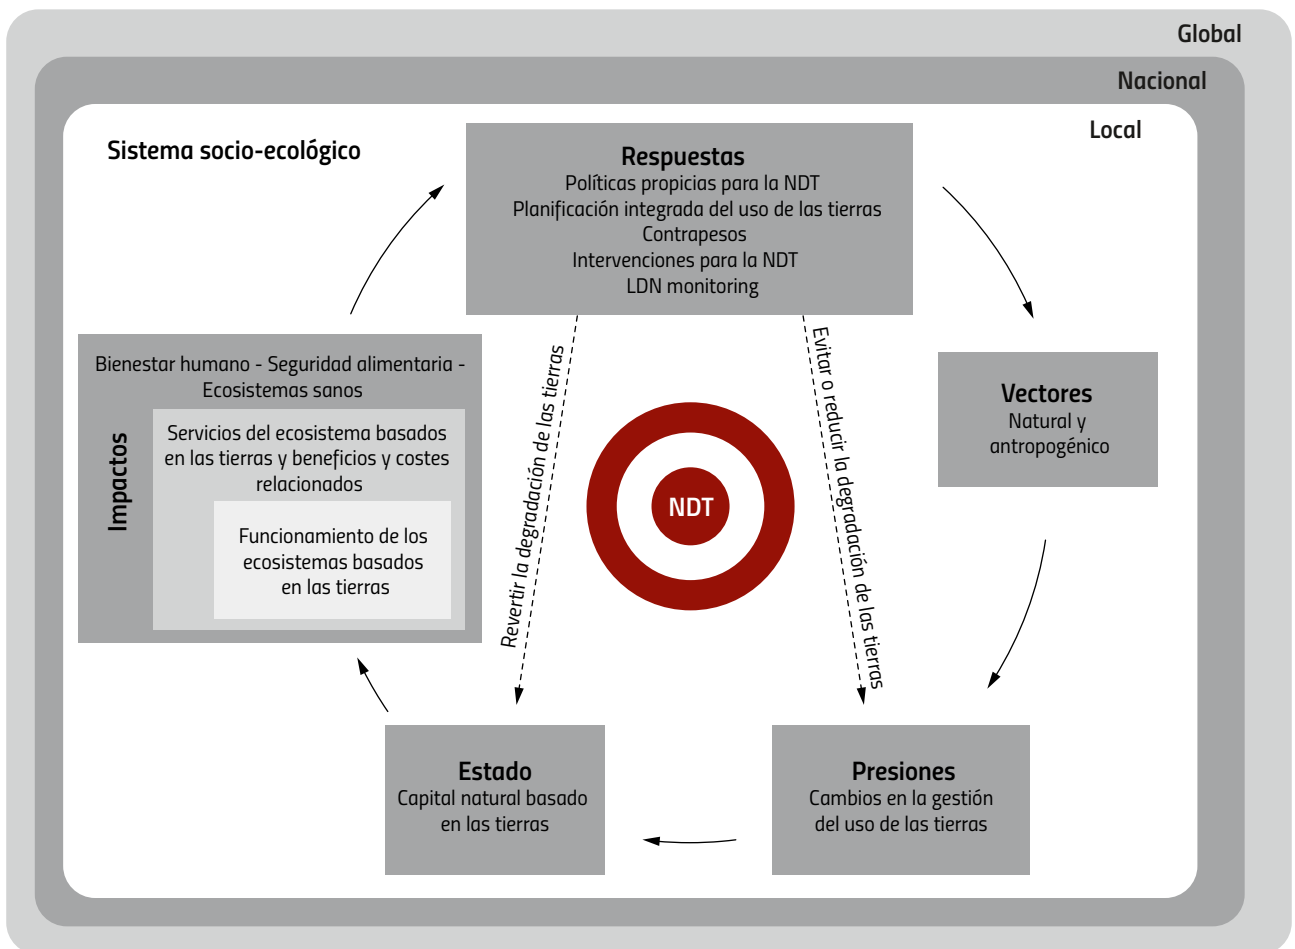 Global
Nacional
Local
Sistema socio-ecológico
Respuestas
Políticas propicias para la NDT
Planificación integrada del uso de las tierras
Contrapesos
Intervenciones para la NDT
LDN monitoring
Bienestar humano - Seguridad alimentaria -
Ecosistemas sanos
Impactos
Servicios del ecosistema basados
en las tierras y beneficios y costes
relacionados
Funcionamiento de los
ecosistemas basados
en las tierras
Revertir la degradación de las tierras
NDT
Evitar o reducir la degradación de las tierras
Vectores
Natural y
antropogénico
Estado
Capital natural basado
en las tierras
Presiones
Cambios en la gestión
del uso de las tierras